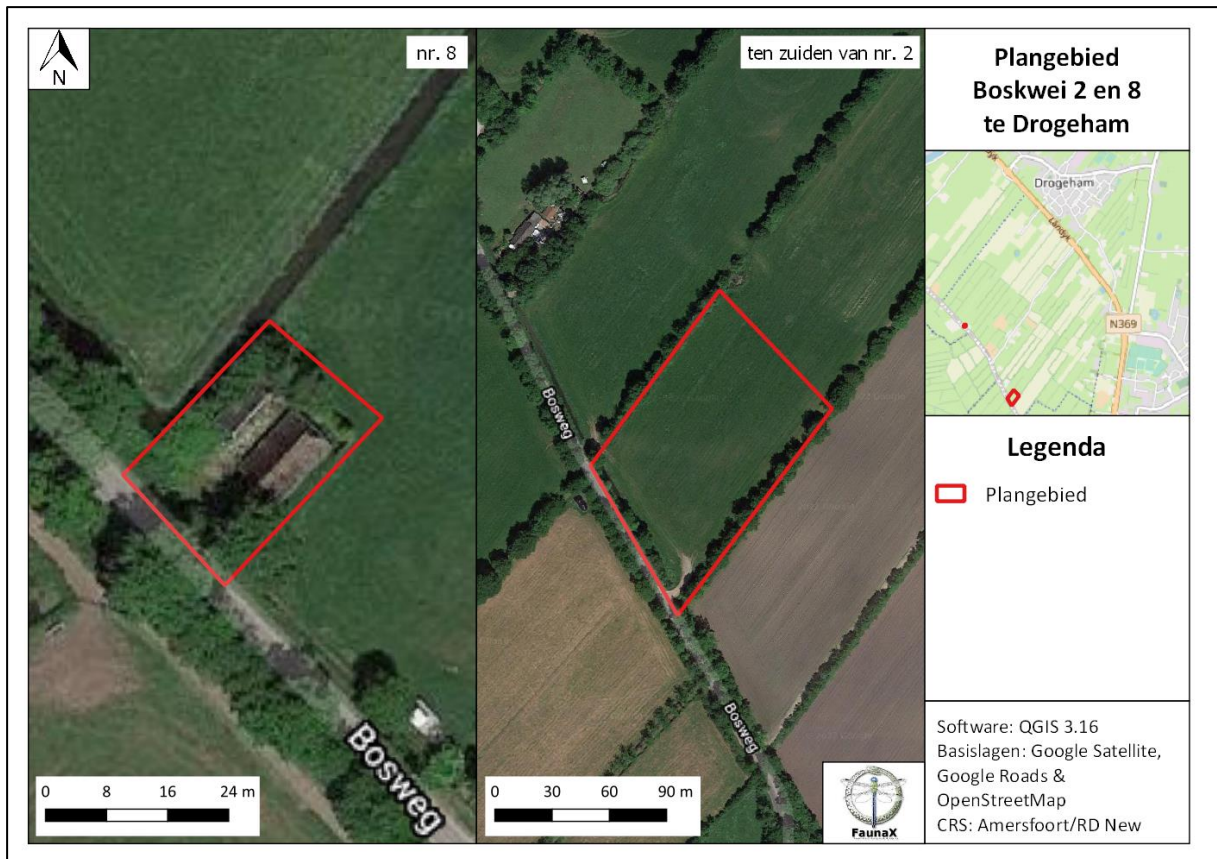 N
nr. 8
ten zuiden van nr. 2
Plangebied
Boskwei 2 en 8
te Drogeham
Drogeham
Lândyk
N369
Legenda
Plangebied
Bosweg
Bosweg
Bosweg
0 8 16 24 m
0 30 60 90 m
FaunaX
Software: QGIS 3.16
Basislagen: Google Satellite,
Google Roads &
OpenStreetMap
CRS: Amersfoort/RD New